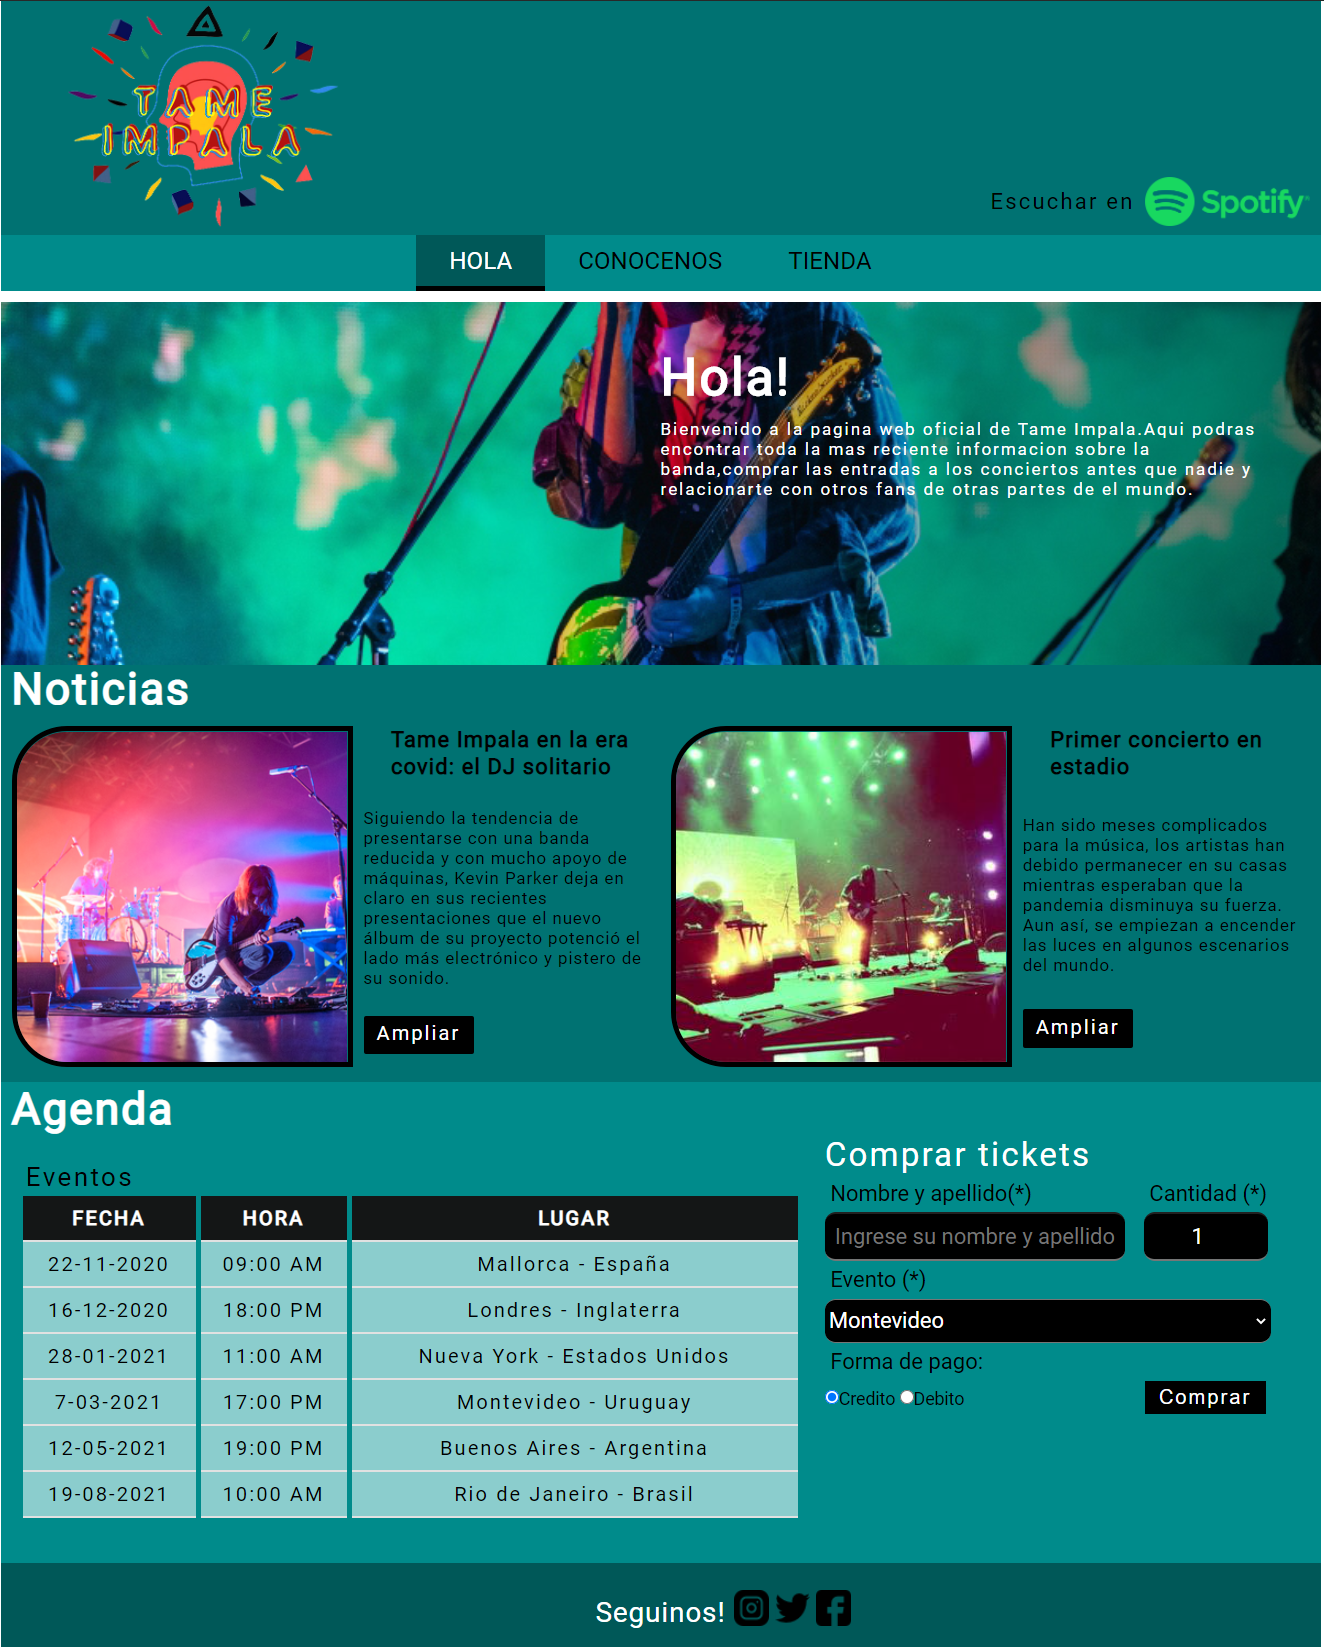 TAME
IMPALA
Escuchar en Spotify
HOLA CONOCENOS TIENDA
Hola!
Bienvenido a la pagina web oficial de Tame Impala.Aqui podras
encontrar toda la mas reciente informacion sobre la
banda,comprar las entradas a los conciertos antes que nadie y
relacionarte con otros fans de otras partes de el mundo.
Noticias
Tame Impala en la era
covid: el DJ solitario
Siguiendo la tendencia de
presentarse con una banda
reducida y con mucho apoyo de
máquinas, Kevin Parker deja en
claro en sus recientes
presentaciones que el nuevo
álbum de su proyecto potenció el
lado más electrónico y pistero de
su sonido.
Ampliar
Primer concierto en
estadio
Han sido meses complicados
para la música, los artistas han
debido permanecer en su casas
mientras esperaban que la
pandemia disminuya su fuerza.
Aun así, se empiezan a encender
las luces en algunos escenarios
del mundo.
Ampliar
Agenda
Eventos
FECHA HORA LUGAR
22-11-2020 09:00 AM Mallorca - España
16-12-2020 18:00 PM Londres - Inglaterra
28-01-2021 11:00 AM Nueva York - Estados Unidos
7-03-2021 17:00 PM Montevideo - Uruguay
12-05-2021 19:00 PM Buenos Aires - Argentina
19-08-2021 10:00 AM Rio de Janeiro - Brasil
Comprar tickets
Nombre y apellido(*) Cantidad (*)
Ingrese su nombre y apellido 1
Evento (*)
Montevideo
Forma de pago:
Credito Debito Comprar
Seguinos!